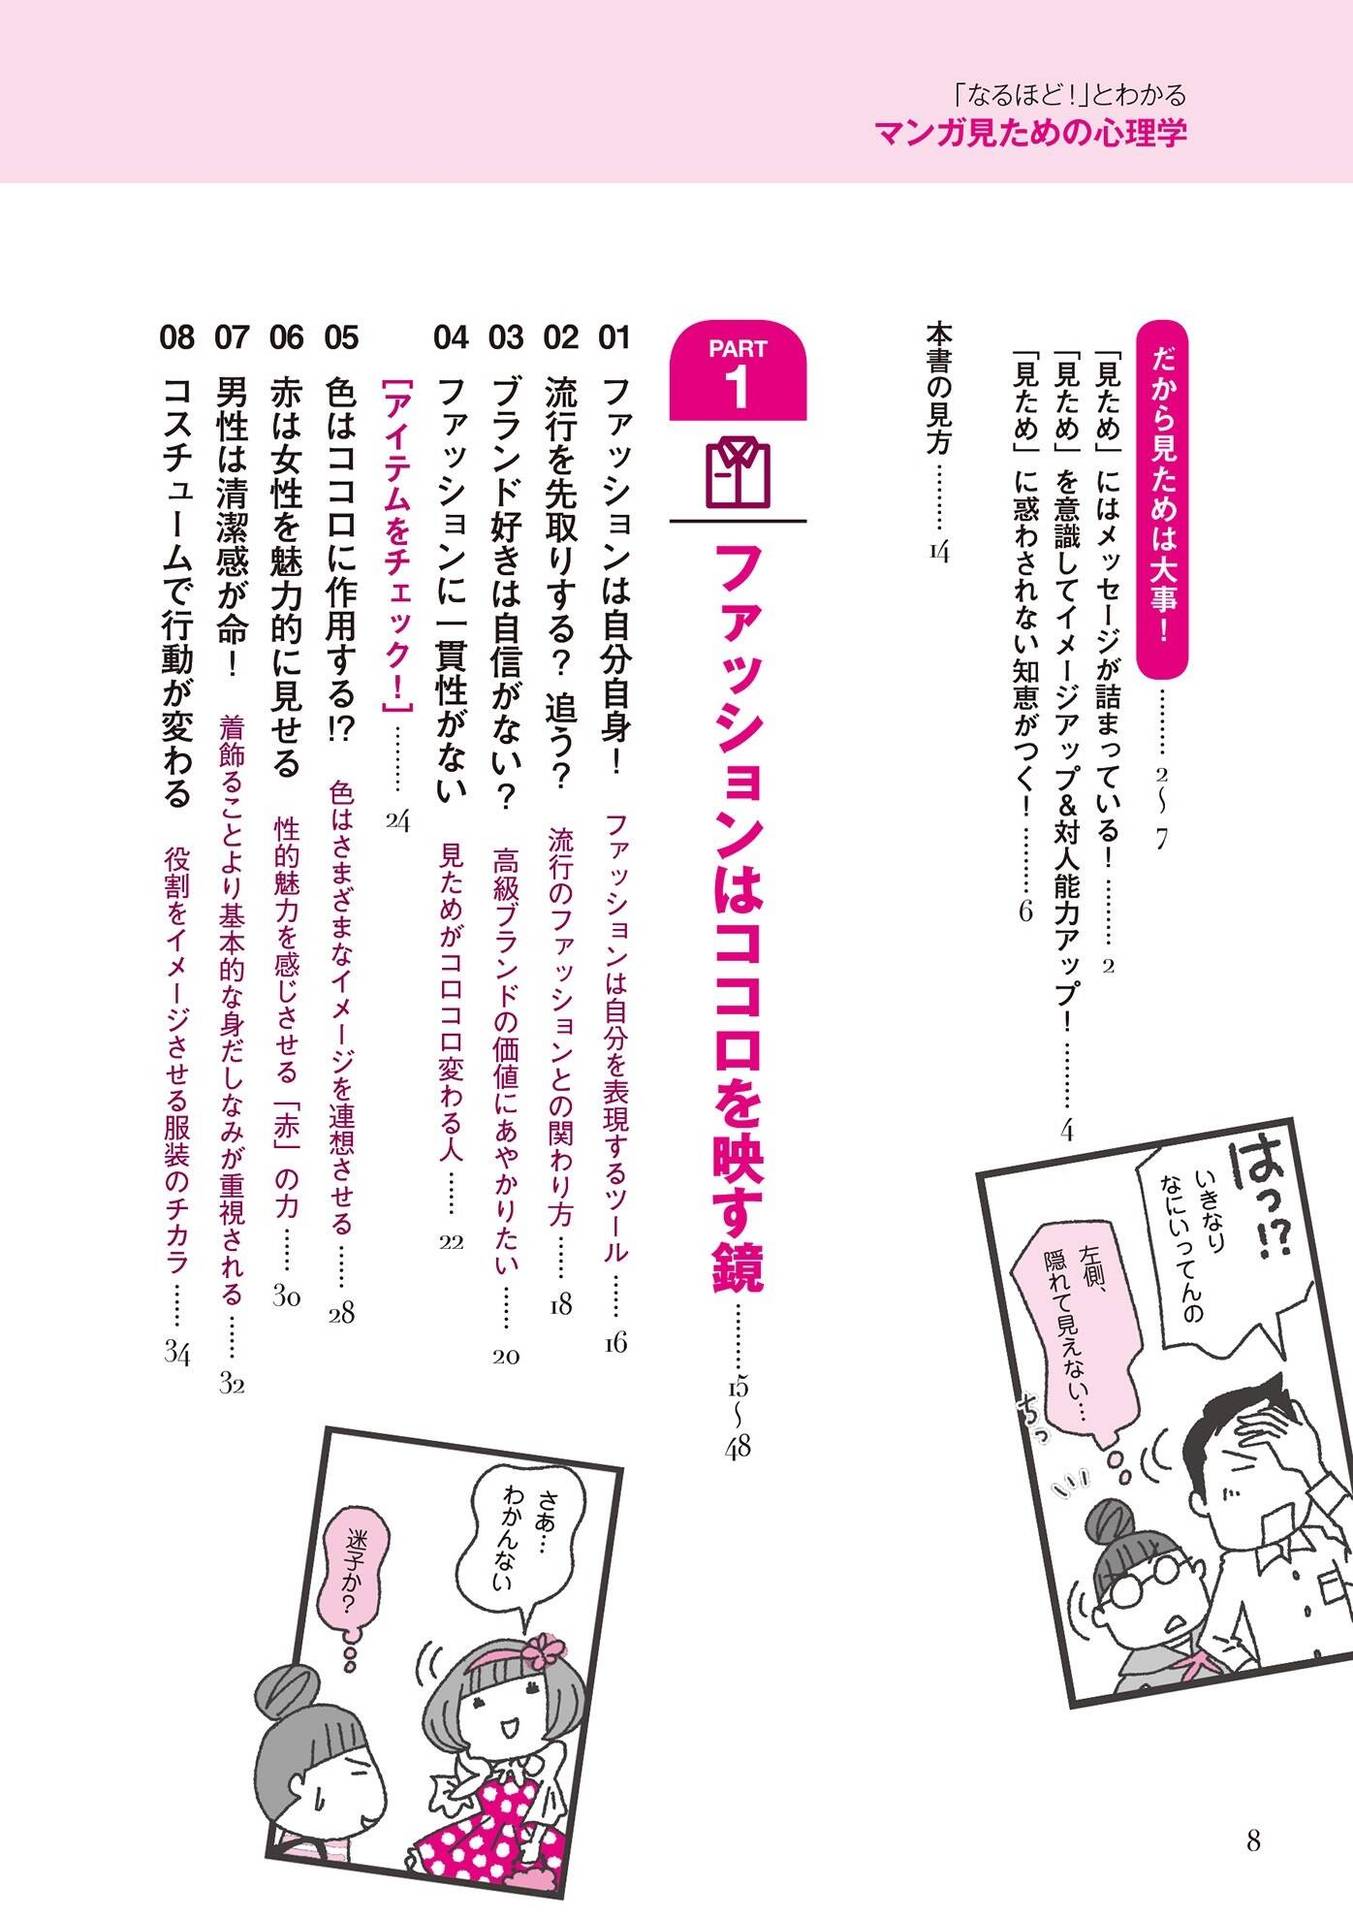 「なるほど！」とわかる
マンガ見ための心理学
だから見ためは大事！………2〜7
「見ため」にはメッセージが詰まっている！………2
「見ため」を意識してイメージアップ&対人能力アップ！………4
「見ため」に惑わされない知恵がつく！………6
本書の見方………14
はっ!?
いきなり
なにいってんの
左側、
隠れて見えない…
ちっ
PART
1
ファッションはココロを映す鏡………15〜48
01 ファッションは自分自身！ ファッションは自分を表現するツール……16
02 流行を先取りする？ 追う？ 流行のファッションとの関わり方……18
03 ブランド好きは自信がない？ 高級ブランドの価値にあやかりたい……20
04 ファッションに一貫性がない 見ためがコロコロ変わる人……22
［アイテムをチェック！］………24
05 色はココロに作用する!? 色はさまざまなイメージを連想させる……28
06 赤は女性を魅力的に見せる 性的魅力を感じさせる「赤」の力……30
07 男性は清潔感が命！ 着飾ることより基本的な身だしなみが重視される……32
08 コスチュームで行動が変わる 役割をイメージさせる服装のチカラ……34
さあ…
わかんない
迷子か？
8